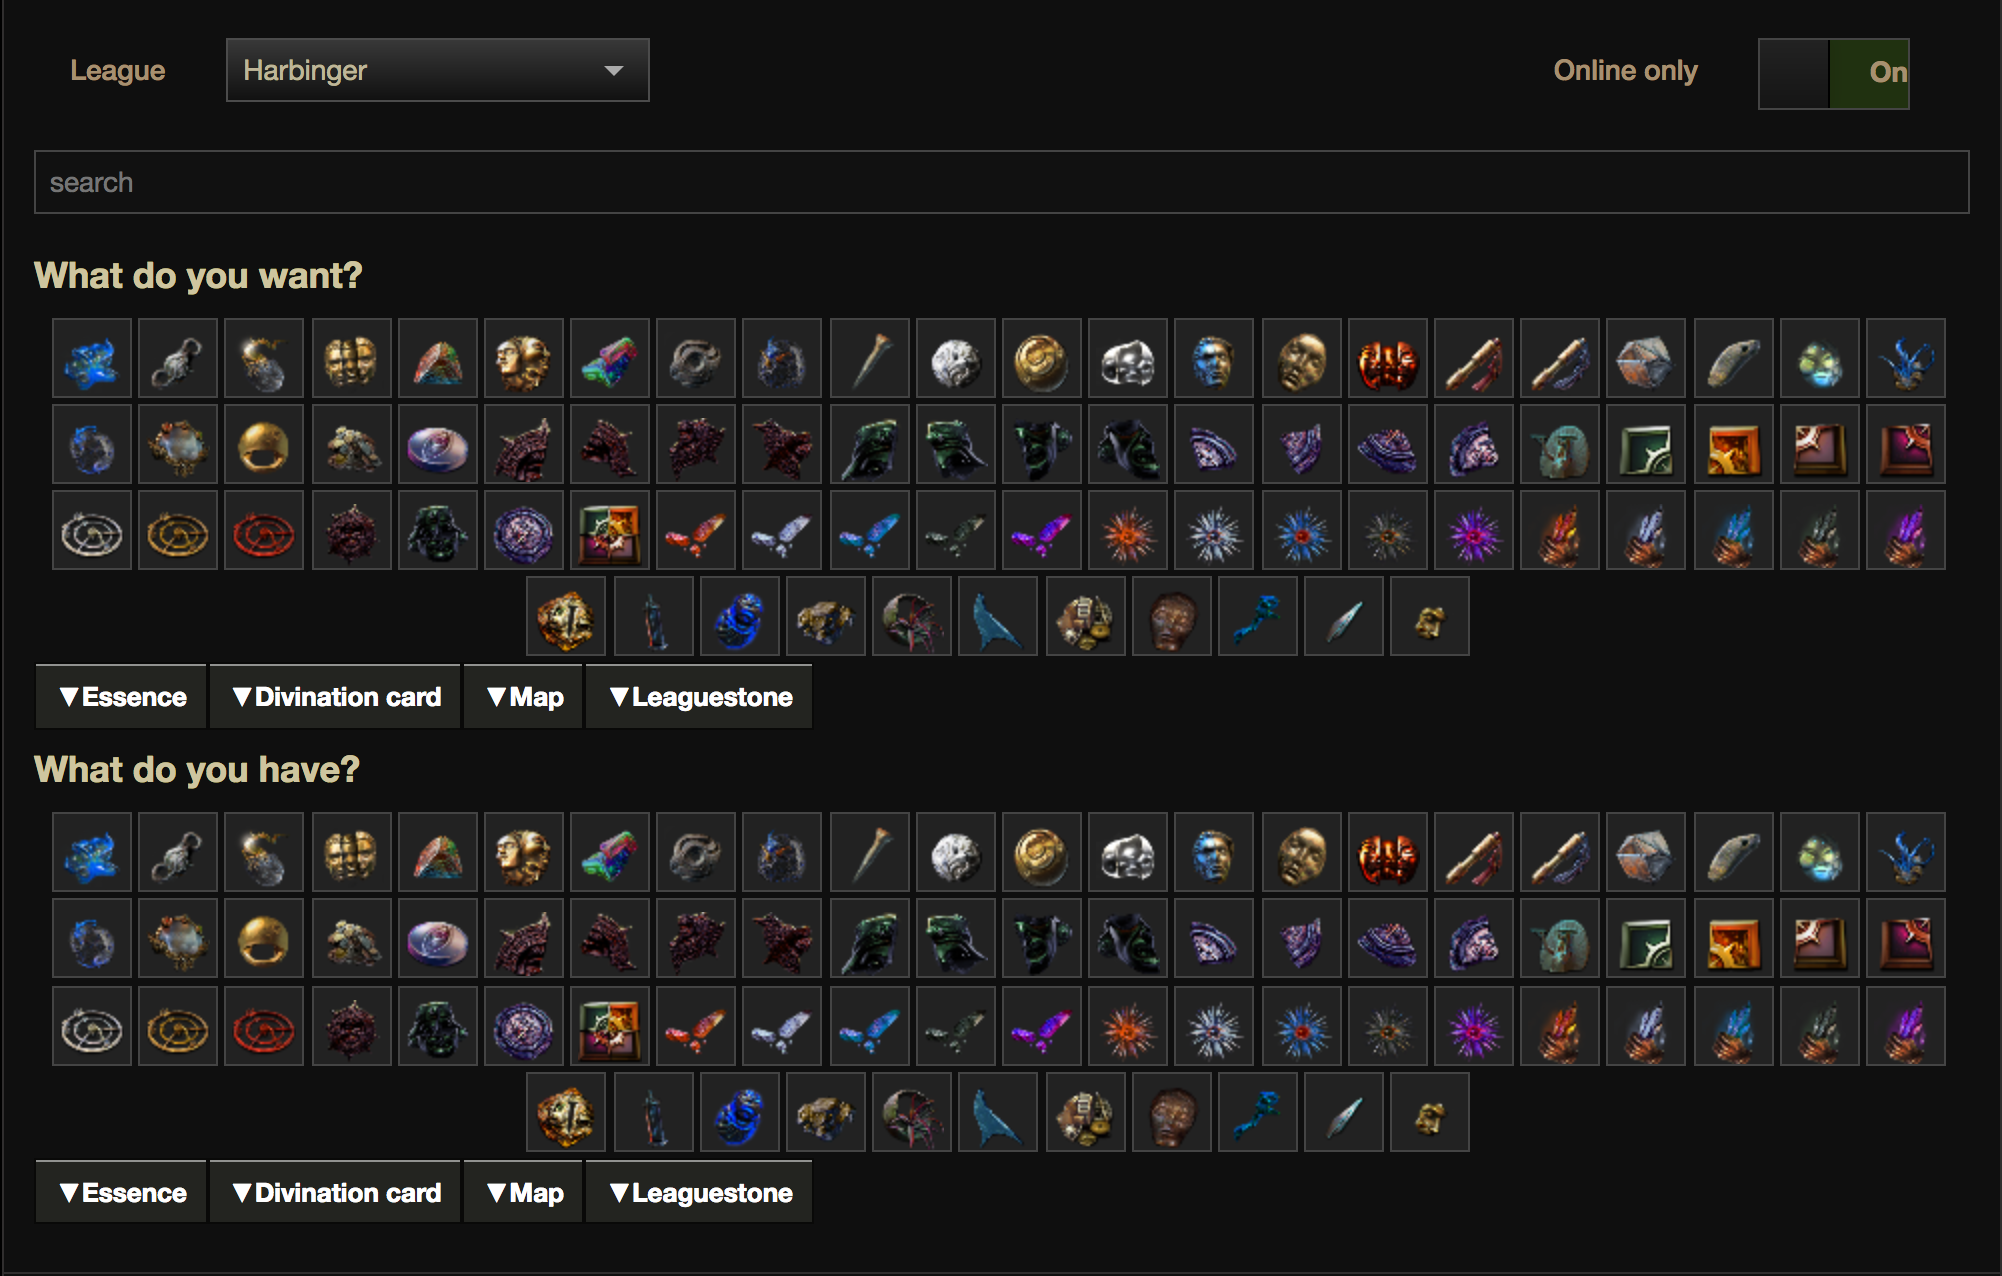 League
Harbinger
Online only
On
search
What do you want?
▼Essence
▼Divination card
▼Map
▼Leaguestone
What do you have?
▼Essence
▼Divination card
▼Map
▼Leaguestone